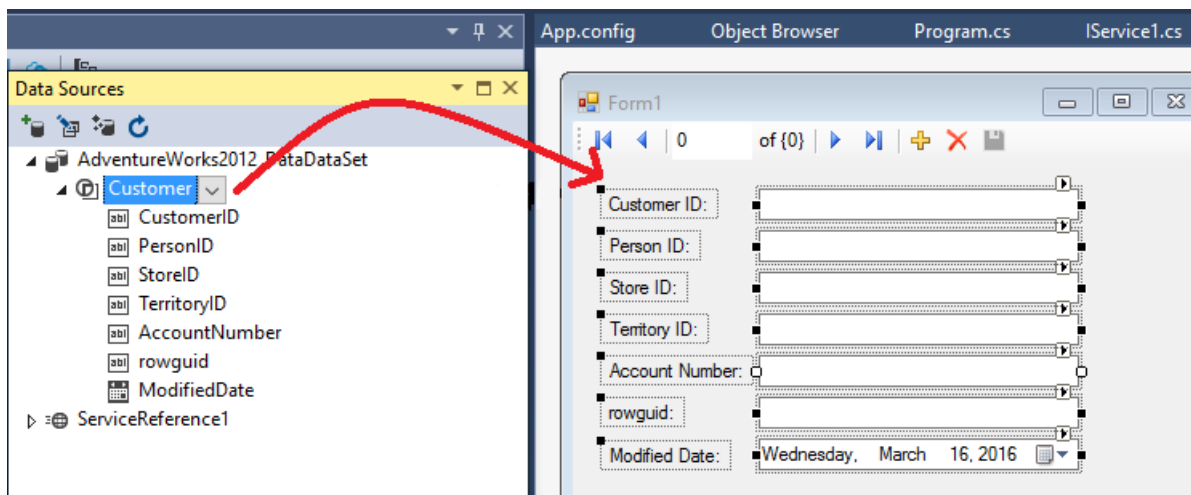 App.config Object Browser Program.cs IService1.cs
Data Sources
AdventureWorks2012_DataDataSet
Customer
CustomerID
PersonID
StoreID
TerritoryID
AccountNumber
rowguid
ModifiedDate
ServiceReference1
Form1
0 of {0}
Customer ID:
Person ID:
Store ID:
Territory ID:
Account Number:
rowguid:
Modified Date: Wednesday, March 16, 2016